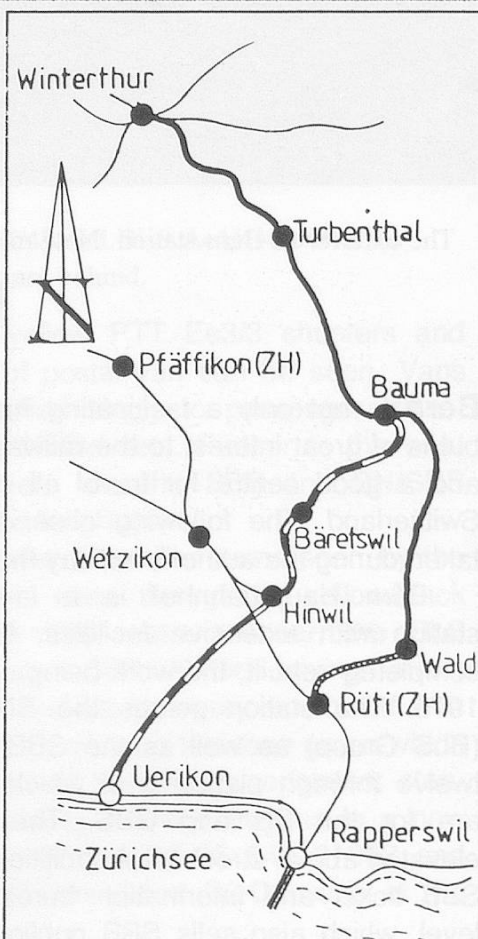 Winterthur
Turbenthal
Pfäffikon (ZH)
Bauma
Bäretswil
Wetzikon
Hinwil
Wald
Rüti (ZH)
Uerikon
Rapperswil
Zürichsee